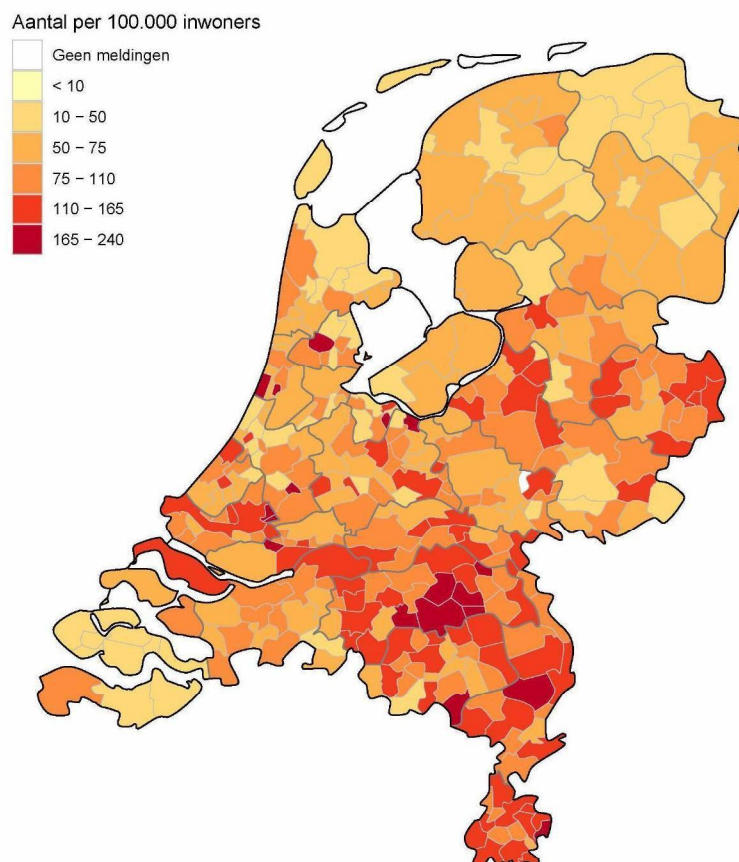 Aantal per 100.000 inwoners
Geen meldingen
< 10
10 − 50
50 − 75
75 − 110
110 − 165
165 − 240